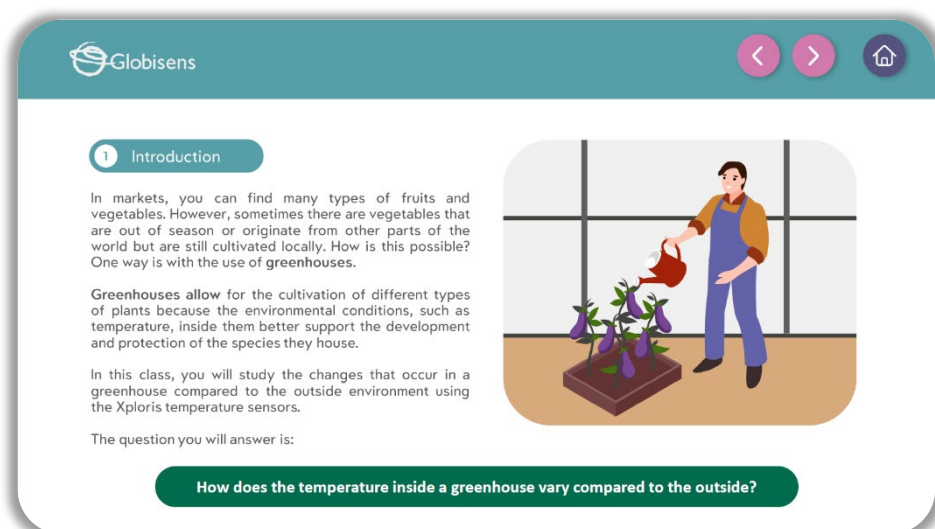 Globisens
1 Introduction
In markets, you can find many types of fruits and
vegetables. However, sometimes there are vegetables that
are out of season or originate from other parts of the
world but are still cultivated locally. How is this possible?
One way is with the use of greenhouses.
Greenhouses allow for the cultivation of different types
of plants because the environmental conditions, such as
temperature, inside them better support the development
and protection of the species they house.
In this class, you will study the changes that occur in a
greenhouse compared to the outside environment using
the Xploris temperature sensors.
The question you will answer is:
How does the temperature inside a greenhouse vary compared to the outside?